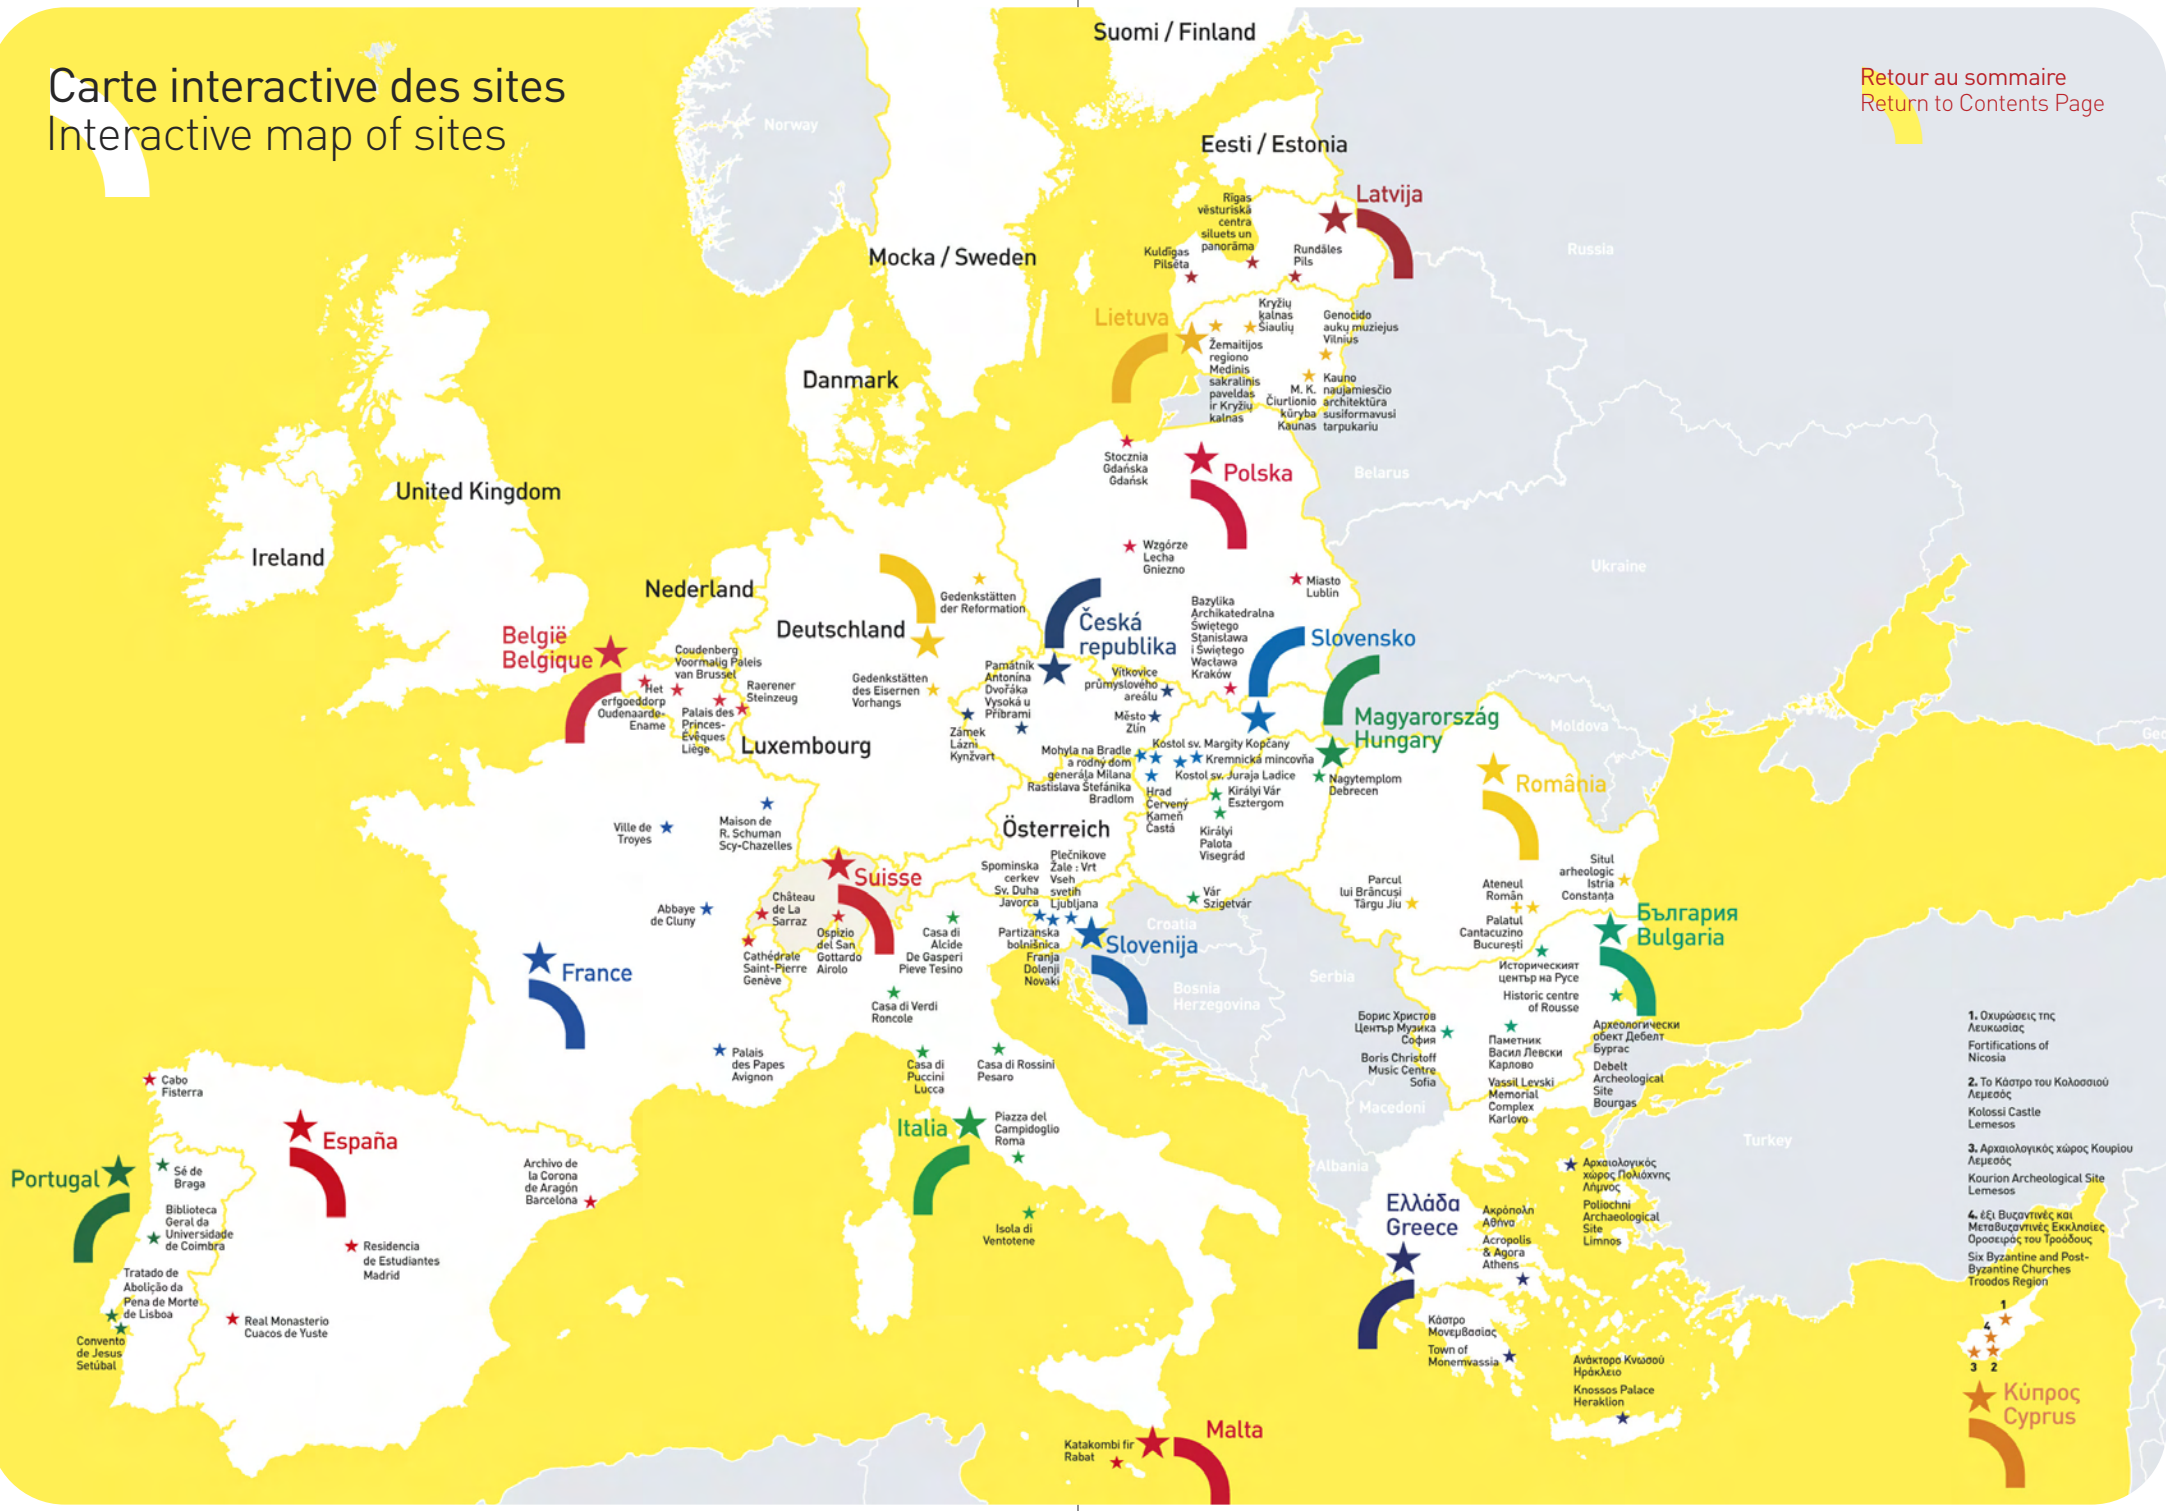 Carte interactive des sites
Interactive map of sites
Retour au sommaire
Return to Contents Page
Suomi / Finland
Norway
Eesti / Estonia
Latvija
Rīgas
vēsturiskā
centra
siluets un
panorāma
Kuldīgas
Pilsēta
Rundāles
Pils
Russia
Mocka / Sweden
Lietuva
Kryžių
kalnas
Šiaulių
Genocido
aukų muziejus
Vilnius
Žemaitijos
regiono
Medinis
sakralinis
paveldas
ir Kryžių
kalnas
M. K.
Čiurlionio
kūryba
Kaunas
Kauno
naujamiesčio
architektūra
susiformavusi
tarpukariu
Danmark
Stocznia
Gdańska
Gdańsk
Polska
Belarus
United Kingdom
Ireland
Wzgórze
Lecha
Gniezno
Miasto
Lublin
Ukraine
Nederland
Gedenkstätten
der Reformation
Deutschland
Gedenkstätten
des Eisernen
Vorhangs
Česká
republika
Bazylika
Archikatedralna
Świętego
Stanisława
i Świętego
Wacława
Kraków
Slovensko
België
Belgique
Coudenberg
Voormalig Paleis
van Brussel
Het
erfgoeddorp
Oudenaarde-
Ename
Palais des
Princes-
Évêques
Liège
Raerener
Steinzeug
Luxembourg
Památník
Antonína
Dvořáka
Vysoká u
Příbrami
Vítkovice
průmyslového
areálu
Město
Zlín
Zámek
Lázni
Kynžvart
Magyarország
Hungary
Moldova
Geo
Mohyla na Bradle
a rodný dom
generála Milana
Rastislava Štefánika
Bradlom
Kostol sv. Margity Kopčany
Kremnická mincovňa
Kostol sv. Juraja Ladice
Hrad
Červený
Kameň
Častá
Nagytemplom
Debrecen
Királyi Vár
Esztergom
Királyi
Palota
Visegrád
România
Ville de
Troyes
Maison de
R. Schuman
Scy-Chazelles
Österreich
Suisse
Château
de La
Sarraz
Ospizio
del San
Gottardo
Airolo
Cathédrale
Saint-Pierre
Genève
Abbaye
de Cluny
Spominska
cerkev
Sv. Duha
Javorca
Plečnikove
Žale : Vrt
Vseh
svetih
Ljubljana
Partizanska
bolnišnica
Franja
Dolenji
Novaki
Slovenija
Vár
Szigetvár
Croatia
Bosnia
Herzegovina
Serbia
Parcul
lui Brâncuși
Târgu Jiu
Ateneul
Român
Palatul
Cantacuzino
București
Situl
arheologic
Istria
Constanța
България
Bulgaria
Историческият
център на Русе
Historic centre
of Rousse
Борис Христов
Център Музика
София
Boris Christoff
Music Centre
Sofia
Паметник
Васил Левски
Карлово
Vassil Levski
Memorial
Complex
Karlovo
Археологически
обект Дебелт
Бургас
Debelt
Archeological
Site
Bourgas
France
Palais
des Papes
Avignon
Casa di
Alcide
De Gasperi
Pieve Tesino
Casa di Verdi
Roncole
Casa di
Puccini
Lucca
Casa di Rossini
Pesaro
Italia
Piazza del
Campidoglio
Roma
Isola di
Ventotene
Macedoni
Albania
Turkey
Cabo
Fisterra
España
Archivo de
la Corona
de Aragón
Barcelona
Residencia
de Estudiantes
Madrid
Real Monasterio
Cuacos de Yuste
Portugal
Sé de
Braga
Biblioteca
Geral da
Universidade
de Coimbra
Tratado de
Abolição da
Pena de Morte
de Lisboa
Convento
de Jesus
Setúbal
Ελλάδα
Greece
Ακρόπολη
Αθήνα
Acropolis
& Agora
Athens
Αρχαιολογικός
χώρος Πολιόχνης
Λήμνος
Poliochni
Archaeological
Site
Limnos
Κάστρο
Μονεμβασίας
Town of
Monemvassia
Ανάκτορο Κνωσού
Ηράκλειο
Knossos Palace
Heraklion
Katakombi fir
Rabat
Malta
1. Οχυρώσεις της
Λευκωσίας
Fortifications of
Nicosia
2. Το Κάστρο του Κολοσσιού
Λεμεσός
Kolossi Castle
Lemesos
3. Αρχαιολογικός χώρος Κουρίου
Λεμεσός
Kourion Archeological Site
Lemesos
4. έξι Βυζαντινές και
Μεταβυζαντινές Εκκλησίες
Οροσειράς του Τροόδους
Six Byzantine and Post-
Byzantine Churches
Troodos Region
1
4
3 2
Κύπρος
Cyprus